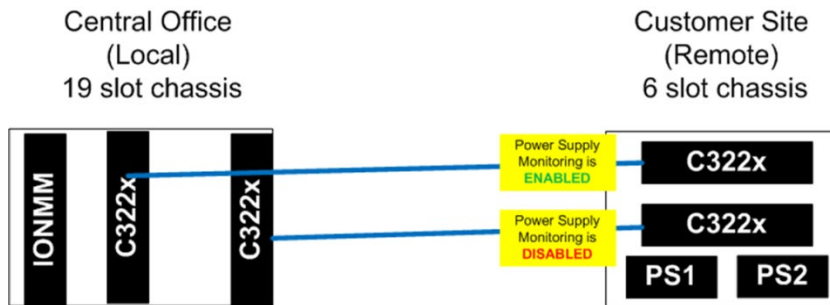 Central Office
(Local)
19 slot chassis
Customer Site
(Remote)
6 slot chassis
IONMM
C322x
C322x
Power Supply
Monitoring is
ENABLED
C322x
Power Supply
Monitoring is
DISABLED
C322x
PS1
PS2